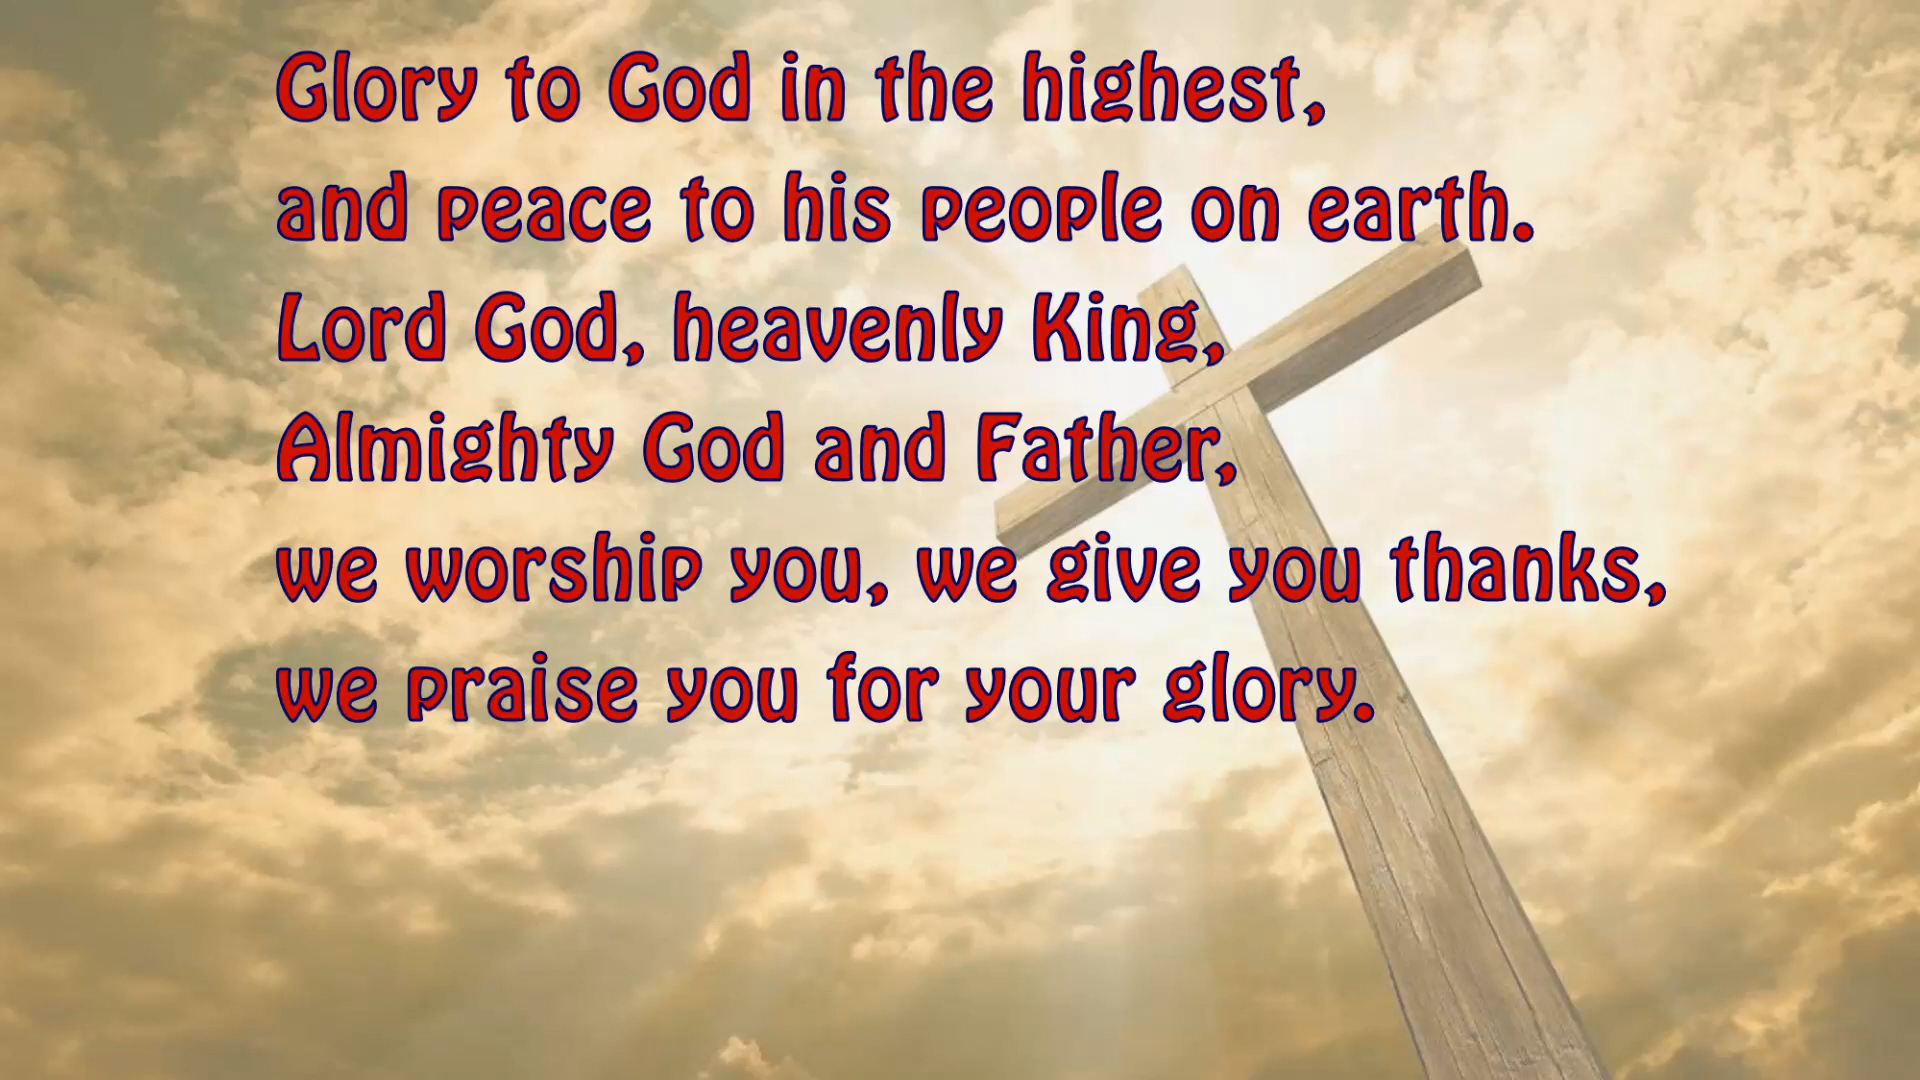 Glory to God in the highest,
and peace to his people on earth.
Lord God, heavenly King,
Almighty God and Father,
we worship you, we give you thanks,
we praise you for your glory.